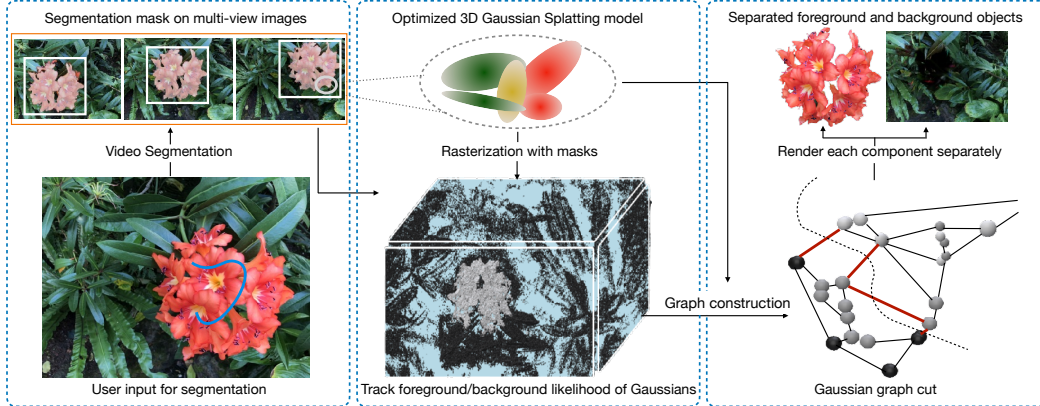 Segmentation mask on multi-view images
Video Segmentation
User input for segmentation
Optimized 3D Gaussian Splatting model
Rasterization with masks
Track foreground/background likelihood of Gaussians
Separated foreground and background objects
Render each component separately
Graph construction
Gaussian graph cut